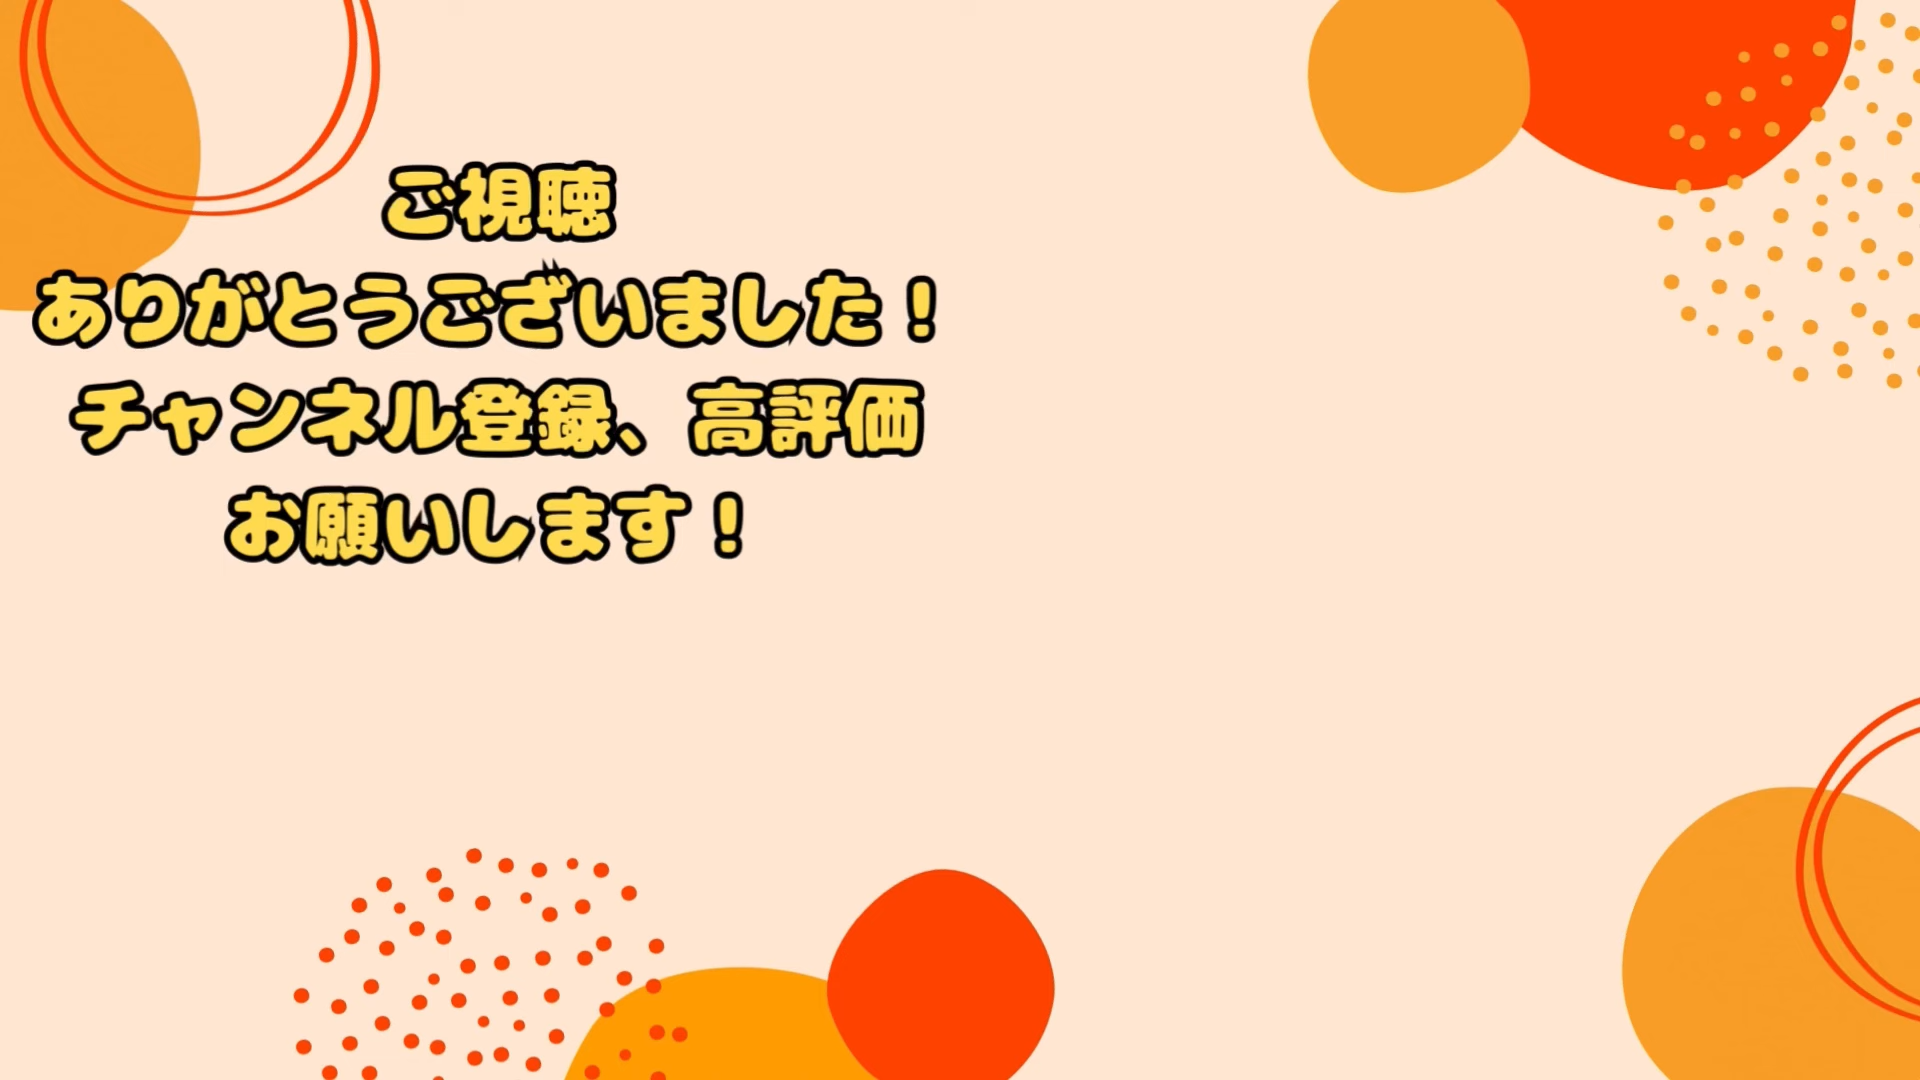 ご視聴
ありがとうございました！
チャンネル登録、高評価
お願いします！